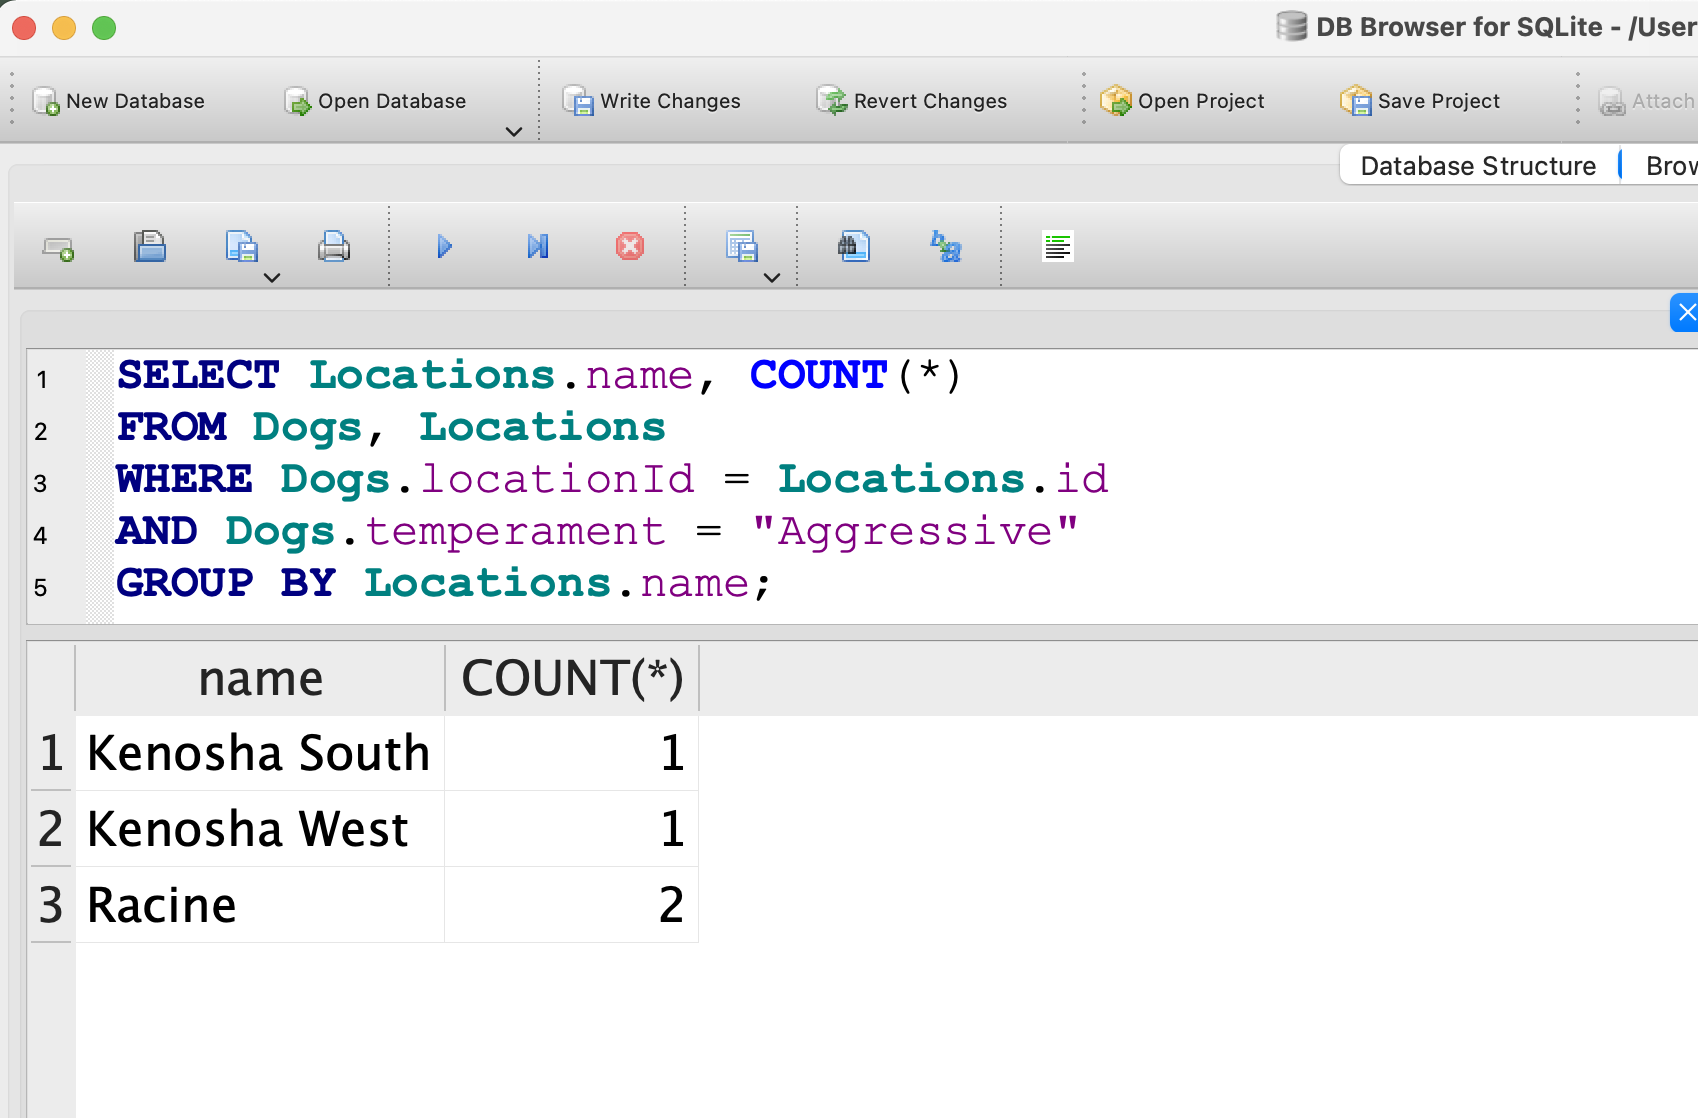 DB Browser for SQLite - /User
New Database Open Database Write Changes Revert Changes Open Project Save Project Attach
Database Structure Brow
1 SELECT Locations.name, COUNT(*)
2 FROM Dogs, Locations
3 WHERE Dogs.locationId = Locations.id
4 AND Dogs.temperament = "Aggressive"
5 GROUP BY Locations.name;
name COUNT(*)
1 Kenosha South 1
2 Kenosha West 1
3 Racine 2